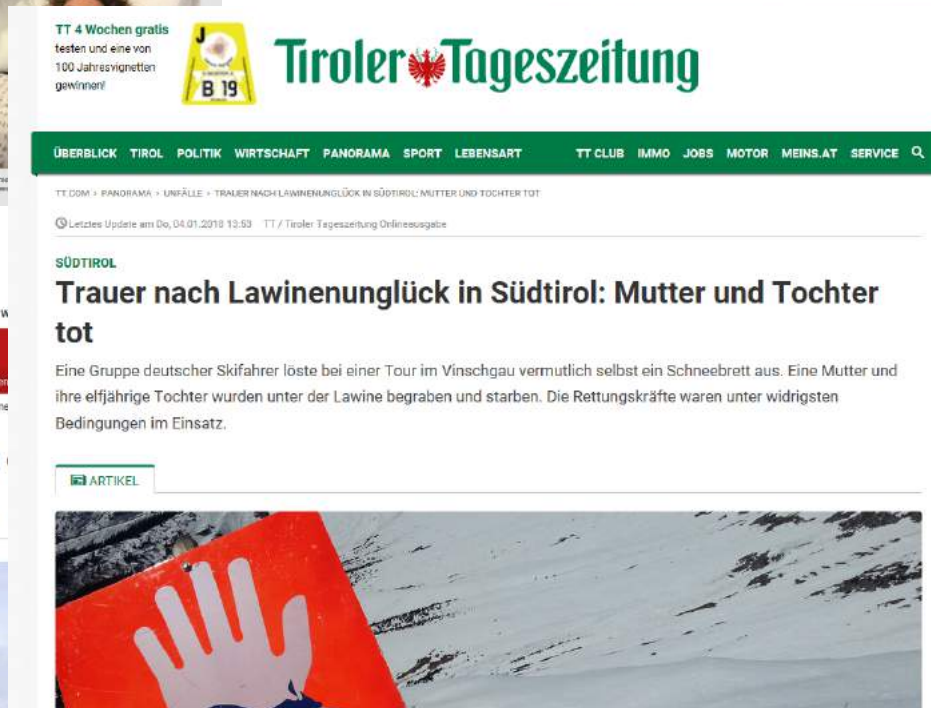 TT 4 Wochen gratis
testen und eine von
100 Jahresvignetten
gewinnen!
J
B 19
Tiroler Tageszeitung
ÜBERBLICK TIROL POLITIK WIRTSCHAFT PANORAMA SPORT LEBENSART TT CLUB IMMO JOBS MOTOR MEINS.AT SERVICE
TT.COM > PANORAMA > UNFÄLLE > TRAUER NACH LAWINENUNGLÜCK IN SÜDTIROL: MUTTER UND TOCHTER TOT
Letztes Update am Do, 04.01.2018 13:53 TT / Tiroler Tageszeitung Onlineausgabe
SÜDTIROL
Trauer nach Lawinenunglück in Südtirol: Mutter und Tochter
tot
Eine Gruppe deutscher Skifahrer löste bei einer Tour im Vinschgau vermutlich selbst ein Schneebrett aus. Eine Mutter und
ihre elfjährige Tochter wurden unter der Lawine begraben und starben. Die Rettungskräfte waren unter widrigsten
Bedingungen im Einsatz.
ARTIKEL